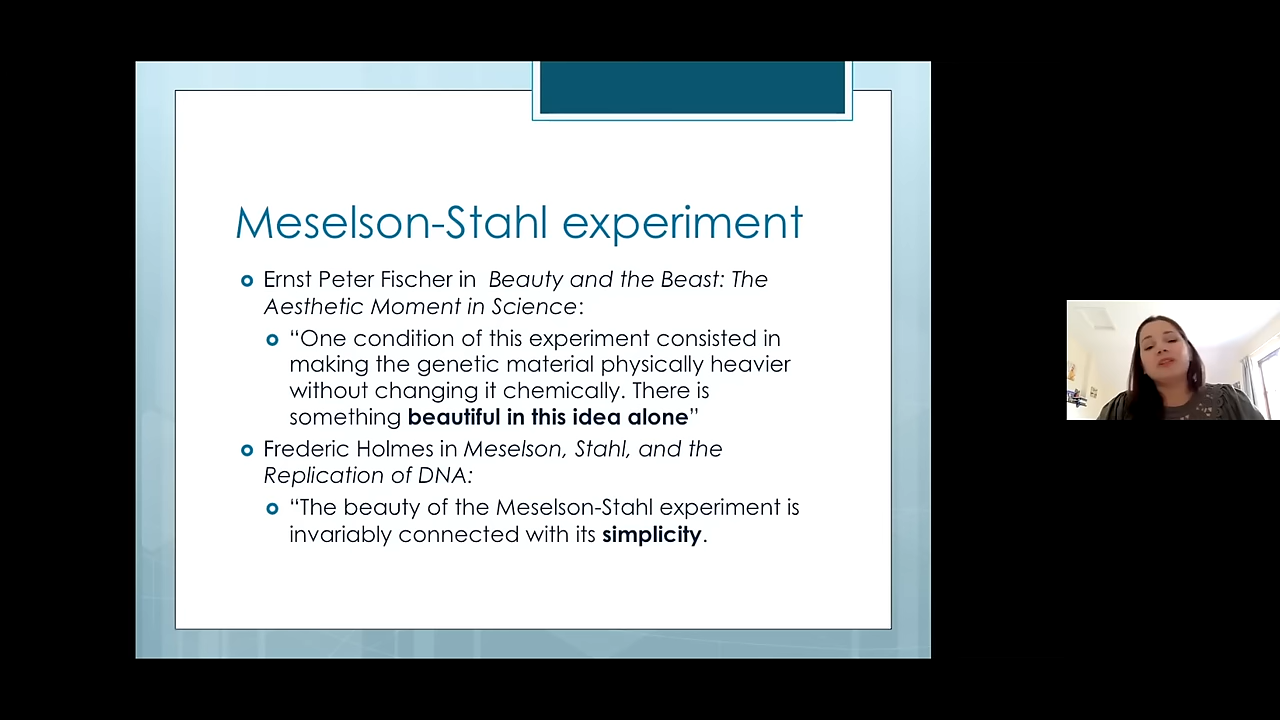 Meselson-Stahl experiment
Ernst Peter Fischer in  Beauty and the Beast: The
Aesthetic Moment in Science:
“One condition of this experiment consisted in
making the genetic material physically heavier
without changing it chemically. There is
something beautiful in this idea alone”
Frederic Holmes in Meselson, Stahl, and the
Replication of DNA:
“The beauty of the Meselson-Stahl experiment is
invariably connected with its simplicity.